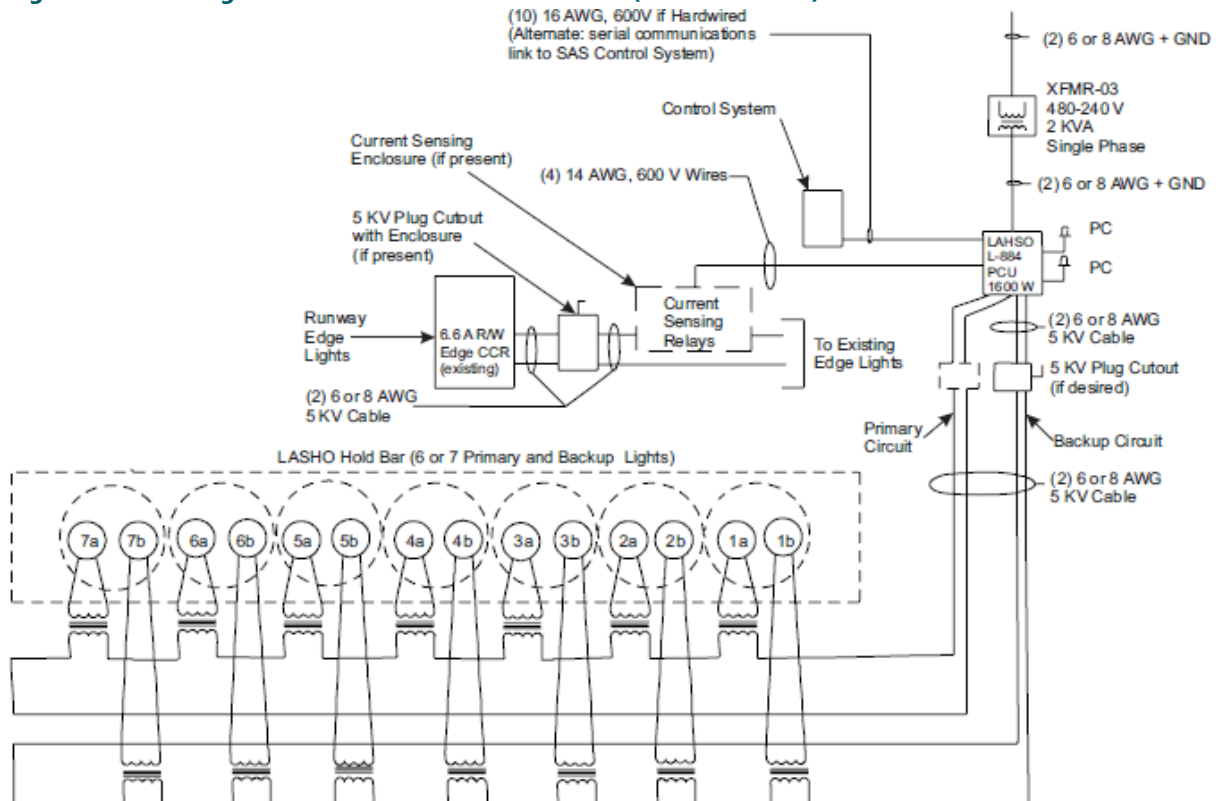 (10) 16 AWG, 600V if Hardwired
(Alternate: serial communications
link to SAS Control System)
(2) 6 or 8 AWG + GND
XFMR-03
480-240 V
2 KVA
Single Phase
Control System
Current Sensing
Enclosure (if present)
(4) 14 AWG, 600 V Wires
(2) 6 or 8 AWG + GND
5 KV Plug Cutout
with Enclosure
(if present)
LAHSO
L-884
PCU
1600 W
PC
PC
Runway
Edge
Lights
6.6 A R/W
Edge CCR
(existing)
Current
Sensing
Relays
To Existing
Edge Lights
(2) 6 or 8 AWG
5 KV Cable
(2) 6 or 8 AWG
5 KV Cable
5 KV Plug Cutout
(if desired)
Primary
Circuit
Backup Circuit
LASHO Hold Bar (6 or 7 Primary and Backup Lights)
(2) 6 or 8 AWG
5 KV Cable
7a 7b 6a 6b 5a 5b 4a 4b 3a 3b 2a 2b 1a 1b